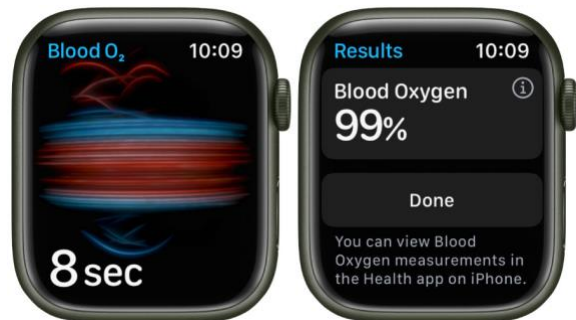 Blood O₂ 10:09
8 sec
Results 10:09
Blood Oxygen
99%
Done
You can view Blood
Oxygen measurements in
the Health app on iPhone.